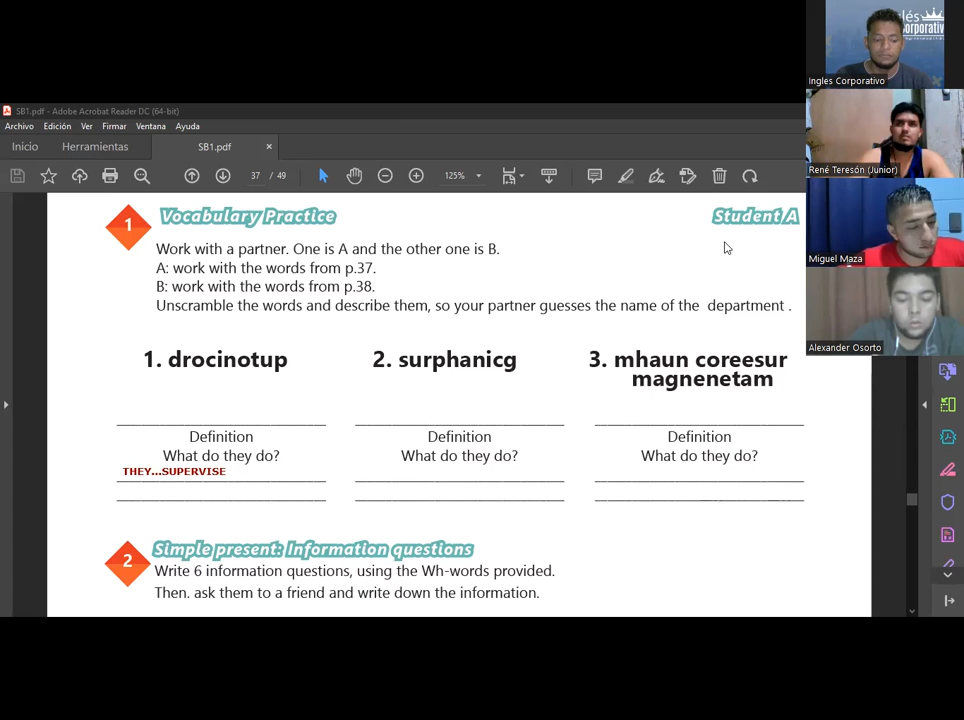 SB1.pdf - Adobe Acrobat Reader DC (64-bit)
Archivo Edición Ver Firmar Ventana Ayuda
Inicio Herramientas SB1.pdf ×
37 / 49 125%
1 Vocabulary Practice Student A
Work with a partner. One is A and the other one is B.
A: work with the words from p.37.
B: work with the words from p.38.
Unscramble the words and describe them, so your partner guesses the name of the department .
1. drocinotup 2. surphanicg 3. mhaun coreesur
magnenetam
Definition Definition Definition
What do they do? What do they do? What do they do?
THEY...SUPERVISE
2 Simple present: Information questions
Write 6 information questions, using the Wh-words provided.
Then. ask them to a friend and write down the information.
lés
Corporativo
Ingles Corporativo
René Teresón (Junior)
Miguel Maza
Alexander Osorto